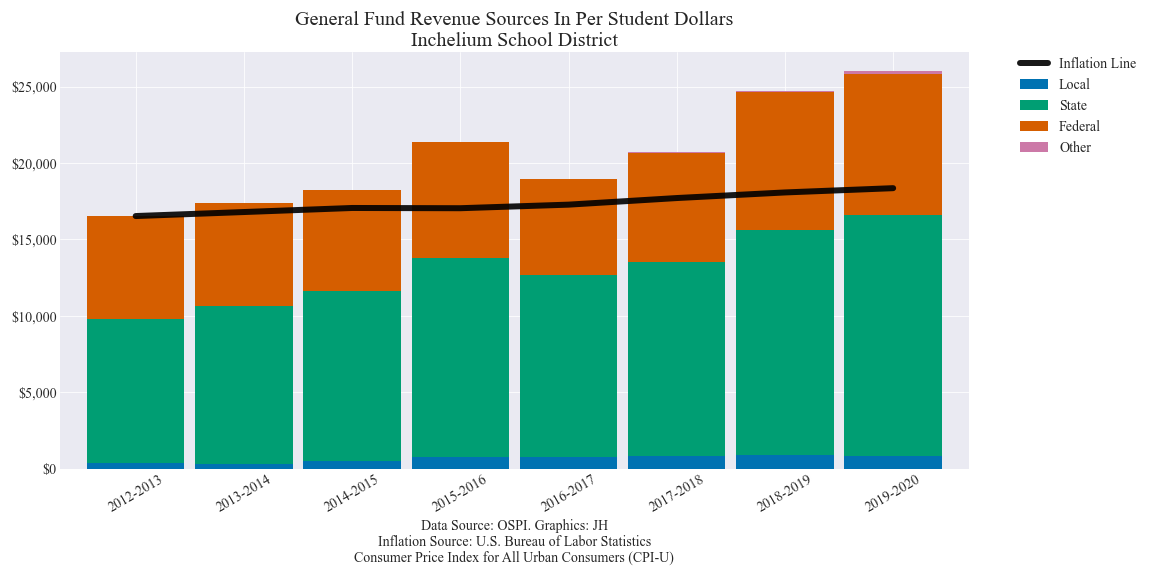 General Fund Revenue Sources In Per Student Dollars
Inchelium School District
$25,000
$20,000
$15,000
$10,000
$5,000
$0
Inflation Line
Local
State
Federal
Other
2012-2013
2013-2014
2014-2015
2015-2016
2016-2017
2017-2018
2018-2019
2019-2020
Data Source: OSPI. Graphics: JH
Inflation Source: U.S. Bureau of Labor Statistics
Consumer Price Index for All Urban Consumers (CPI-U)